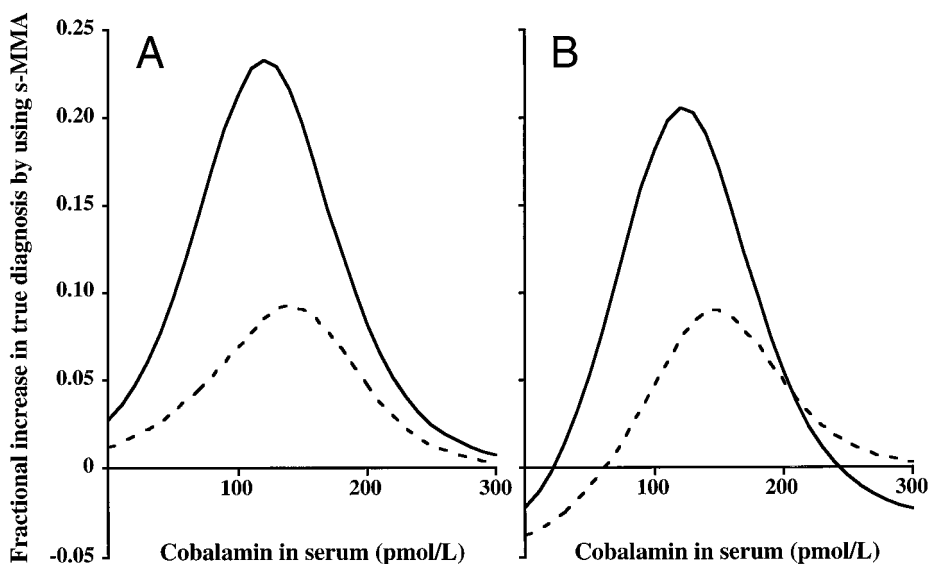 Fractional increase in true diagnosis by using s-MMA
0.25
0.20
0.15
0.10
0.05
0
-0.05
A
100
200
300
Cobalamin in serum (pmol/L)
B
100
200
300
Cobalamin in serum (pmol/L)